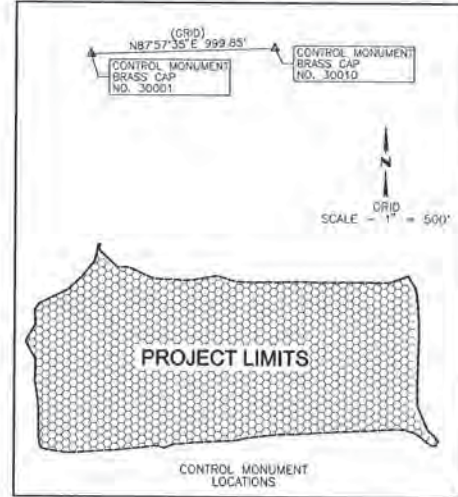 (GRID)
N87°57'35"E 999.85'
CONTROL MONUMENT
BRASS CAP
NO. 30001
CONTROL MONUMENT
BRASS CAP
NO. 30010
N
GRID
SCALE - 1" = 500'
PROJECT LIMITS
CONTROL MONUMENT
LOCATIONS